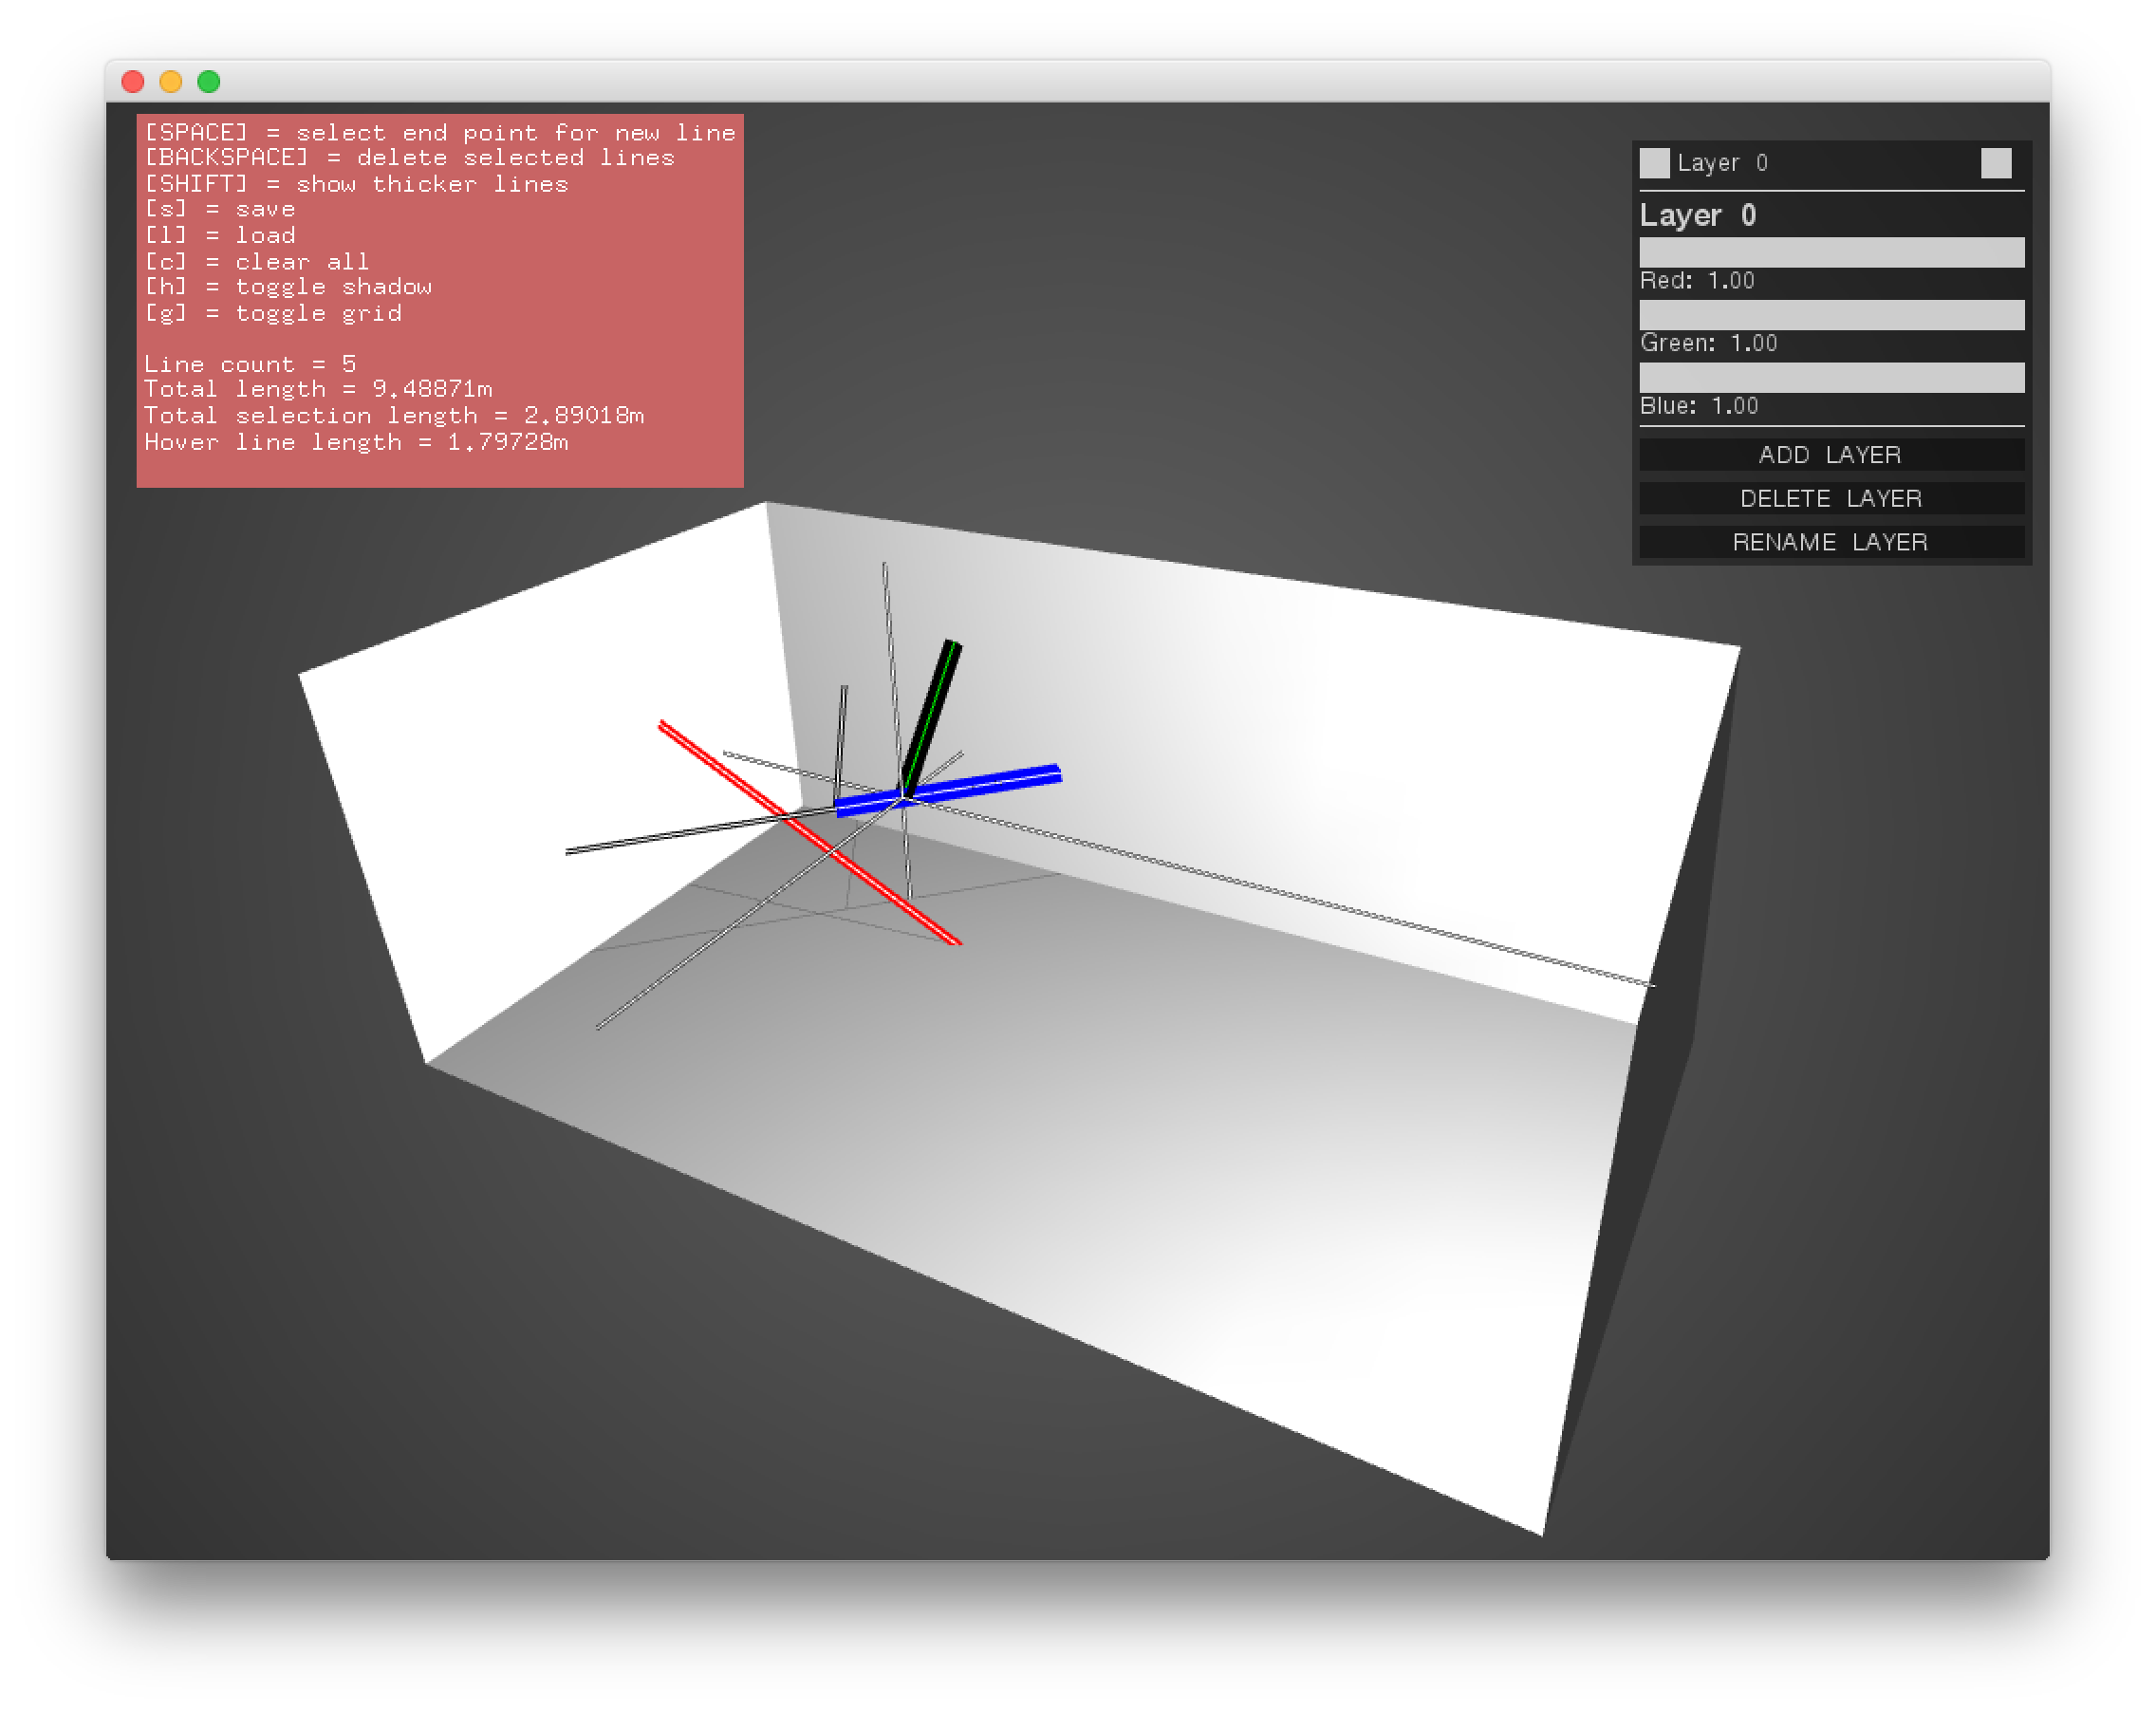 [SPACE] = select end point for new line
[BACKSPACE] = delete selected lines
[SHIFT] = show thicker lines
[s] = save
[l] = load
[c] = clear all
[h] = toggle shadow
[g] = toggle grid
Line count = 5
Total length = 9.48871m
Total selection length = 2.89018m
Hover line length = 1.79728m
Layer 0
Layer 0
Red: 1.00
Green: 1.00
Blue: 1.00
ADD LAYER
DELETE LAYER
RENAME LAYER